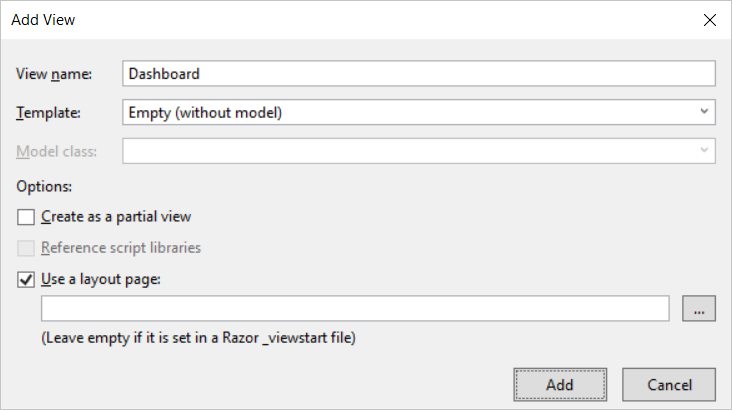 Add View
View name: Dashboard
Template: Empty (without model)
Model class:
Options:
Create as a partial view
Reference script libraries
Use a layout page:
...
(Leave empty if it is set in a Razor _viewstart file)
Add Cancel